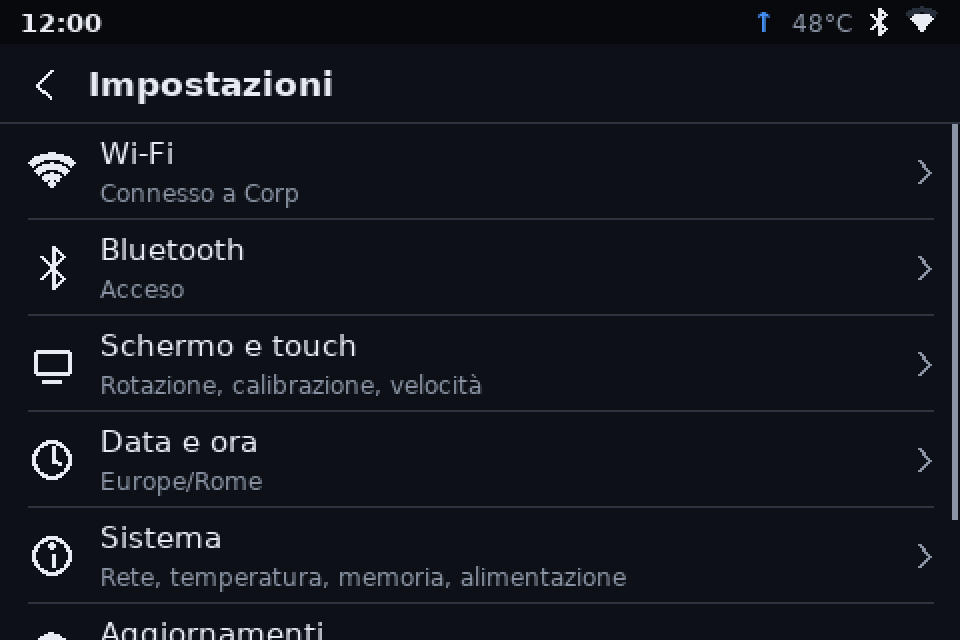 12:00
48°C
Impostazioni
Wi-Fi
Connesso a Corp
Bluetooth
Acceso
Schermo e touch
Rotazione, calibrazione, velocità
Data e ora
Europe/Rome
Sistema
Rete, temperatura, memoria, alimentazione
Aggiornamenti